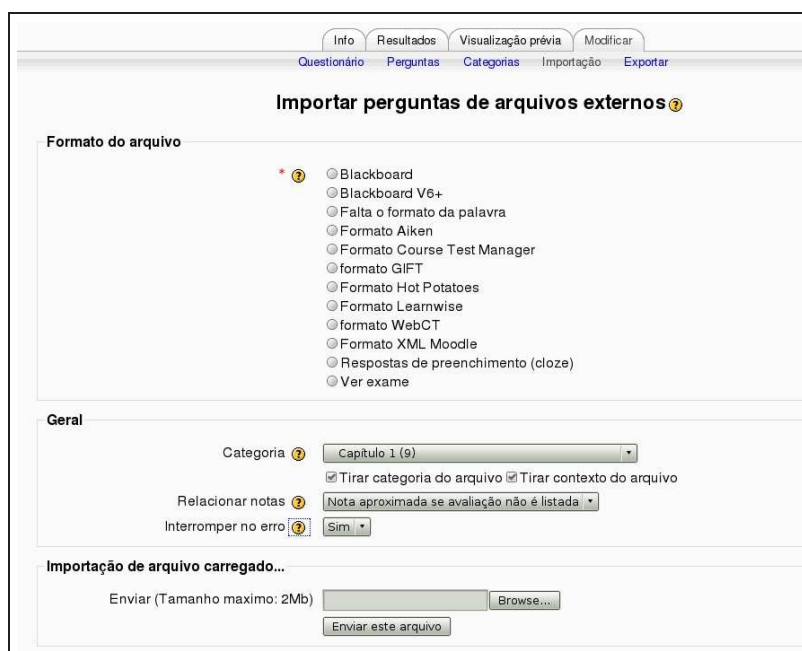 Info Resultados Visualização prévia Modificar
Questionário Perguntas Categorias Importação Exportar
Importar perguntas de arquivos externos
Formato do arquivo
*
Blackboard
Blackboard V6+
Falta o formato da palavra
Formato Aiken
Formato Course Test Manager
formato GIFT
Formato Hot Potatoes
Formato Learnwise
formato WebCT
Formato XML Moodle
Respostas de preenchimento (cloze)
Ver exame
Geral
Categoria Capítulo 1 (9)
Tirar categoria do arquivo Tirar contexto do arquivo
Relacionar notas Nota aproximada se avaliação não é listada
Interromper no erro Sim
Importação de arquivo carregado...
Enviar (Tamanho maximo: 2Mb) Browse...
Enviar este arquivo